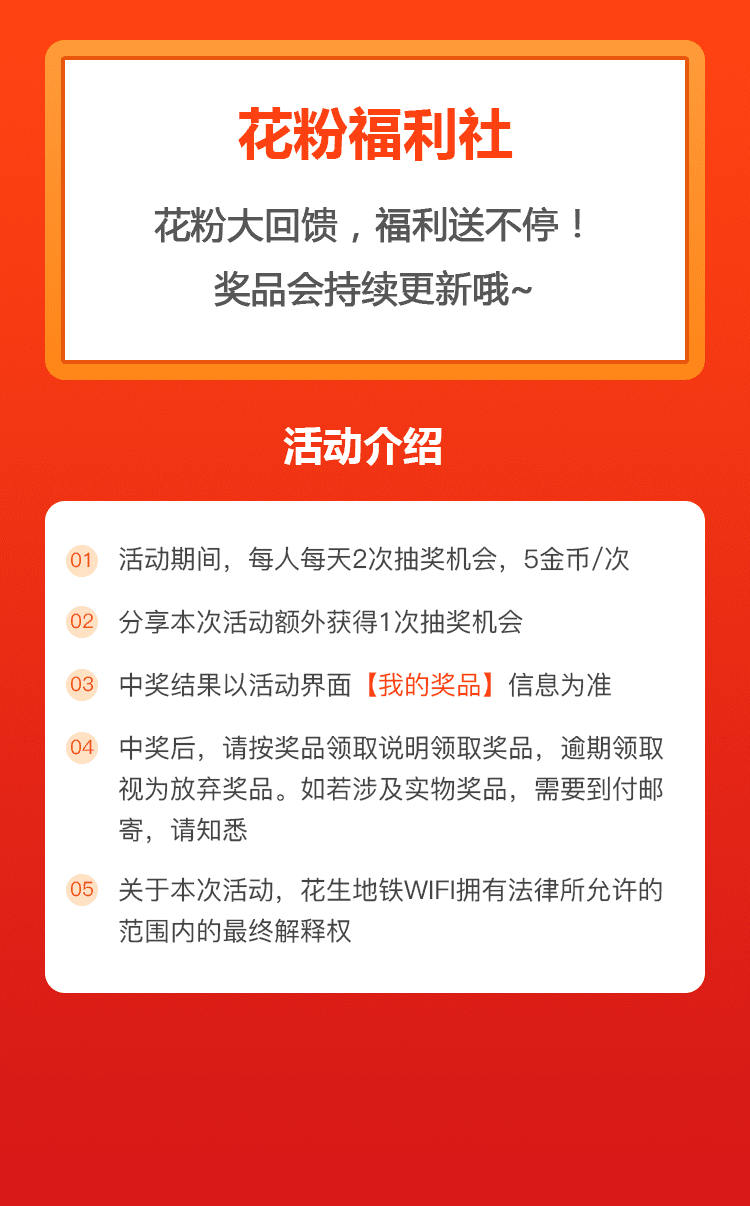 花粉福利社
花粉大回馈，福利送不停！
奖品会持续更新哦~
活动介绍
01 活动期间，每人每天2次抽奖机会，5金币/次
02 分享本次活动额外获得1次抽奖机会
03 中奖结果以活动界面【我的奖品】信息为准
04 中奖后，请按奖品领取说明领取奖品，逾期领取
视为放弃奖品。如若涉及实物奖品，需要到付邮
寄，请知悉
05 关于本次活动，花生地铁WIFI拥有法律所允许的
范围内的最终解释权